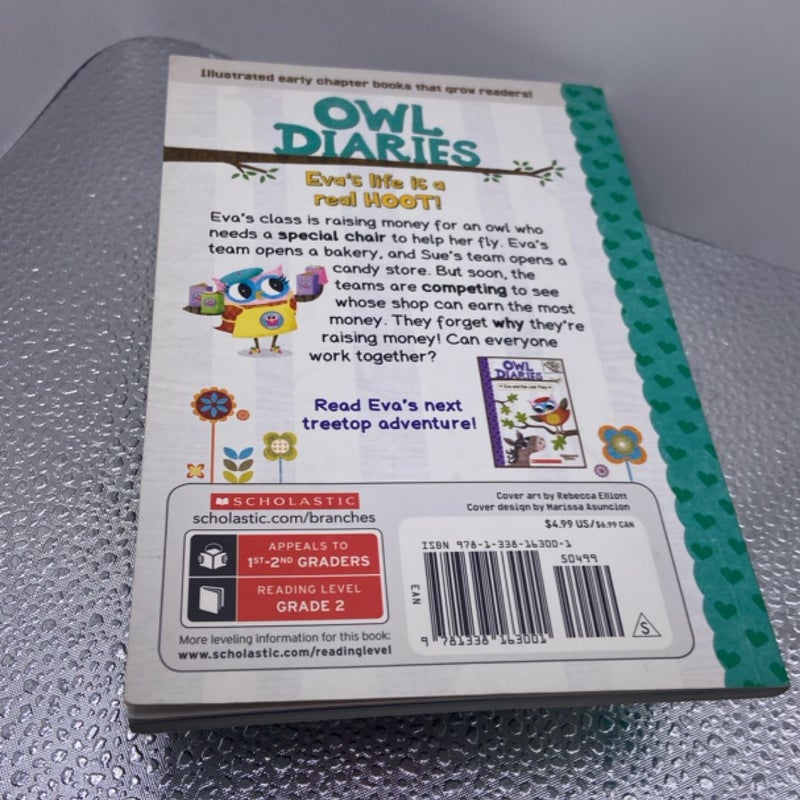 Illustrated early chapter books that grow readers!
OWL
DIARIES
Eva's life is a
real HOOT!
Eva's class is raising money for an owl who
needs a special chair to help her fly. Eva's
team opens a bakery, and Sue's team opens a
candy store. But soon, the
teams are competing to see
whose shop can earn the most
money. They forget why they're
raising money! Can everyone
work together?
Read Eva's next
treetop adventure!
OWL
DIARIES
Eva and the Lost Pony
SCHOLASTIC
scholastic.com/branches
APPEALS TO
1ST-2ND GRADERS
READING LEVEL
GRADE 2
More leveling information for this book:
www.scholastic.com/readinglevel
Cover art by Rebecca Elliott
Cover design by Marissa Asuncion
$4.99 US/$6.99 CAN
ISBN 978-1-338-16300-1
50499
EAN
9 781338 163001
S